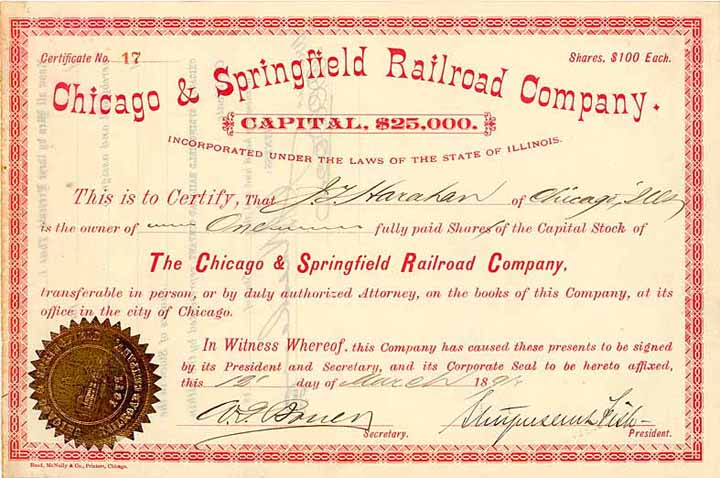 Certificate No. 17
Shares, $100 Each.
Chicago & Springfield Railroad Company.
CAPITAL, $25,000.
INCORPORATED UNDER THE LAWS OF THE STATE OF ILLINOIS.
This is to Certify, That J. T. Harahan of Chicago, Ills
is the owner of One fully paid Shares of the Capital Stock of
The Chicago & Springfield Railroad Company,
transferable in person, or by duly authorized Attorney, on the books of this Company, at its
office in the city of Chicago.
In Witness Whereof, this Company has caused these presents to be signed
by its President and Secretary, and its Corporate Seal to be hereto affixed,
this day of March 189
Stuyvesant Fish
Secretary.
President.
Rand, McNally & Co., Printers, Chicago.